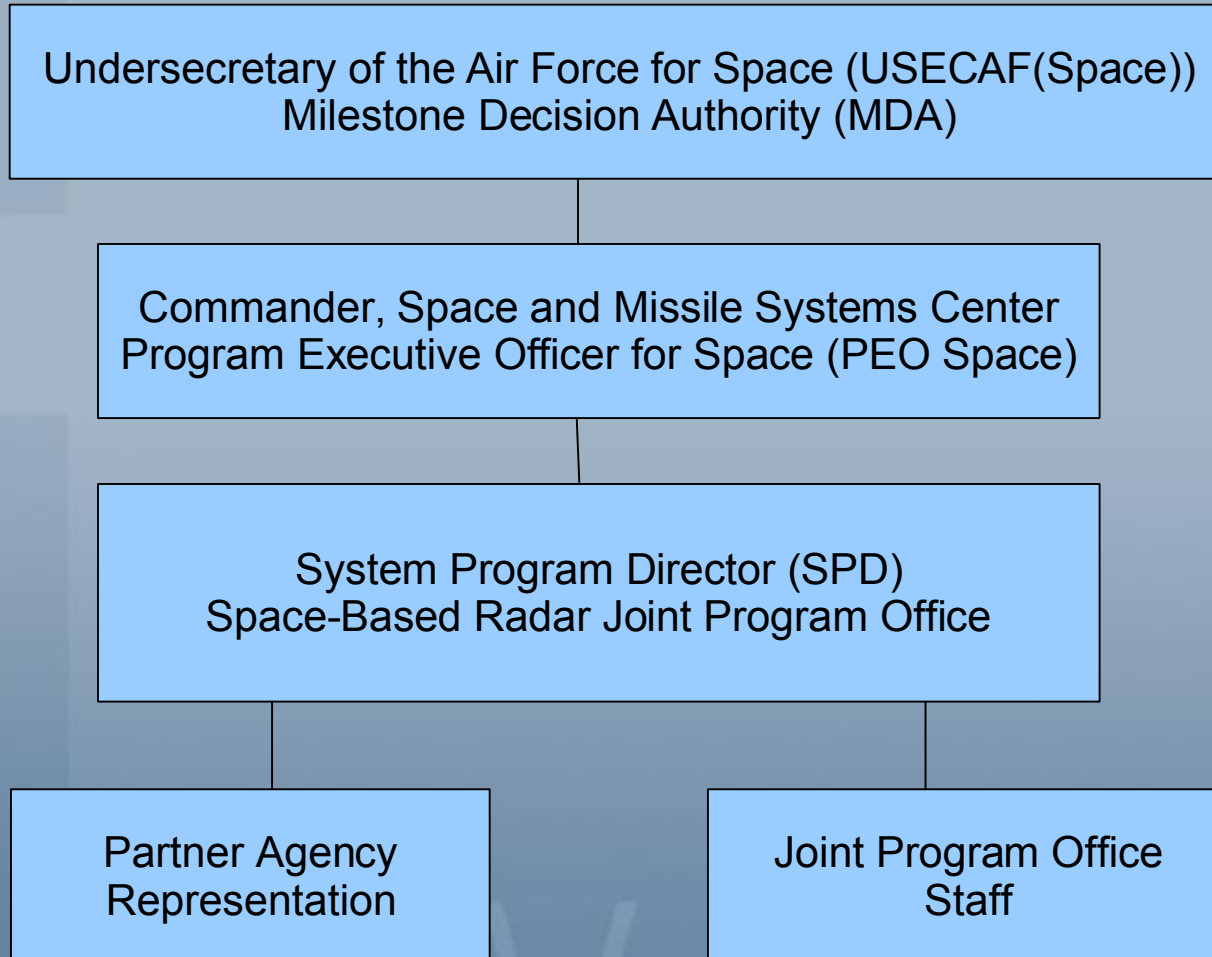 Undersecretary of the Air Force for Space (USECAF(Space))
Milestone Decision Authority (MDA)
Commander, Space and Missile Systems Center
Program Executive Officer for Space (PEO Space)
System Program Director (SPD)
Space-Based Radar Joint Program Office
Partner Agency
Representation
Joint Program Office
Staff